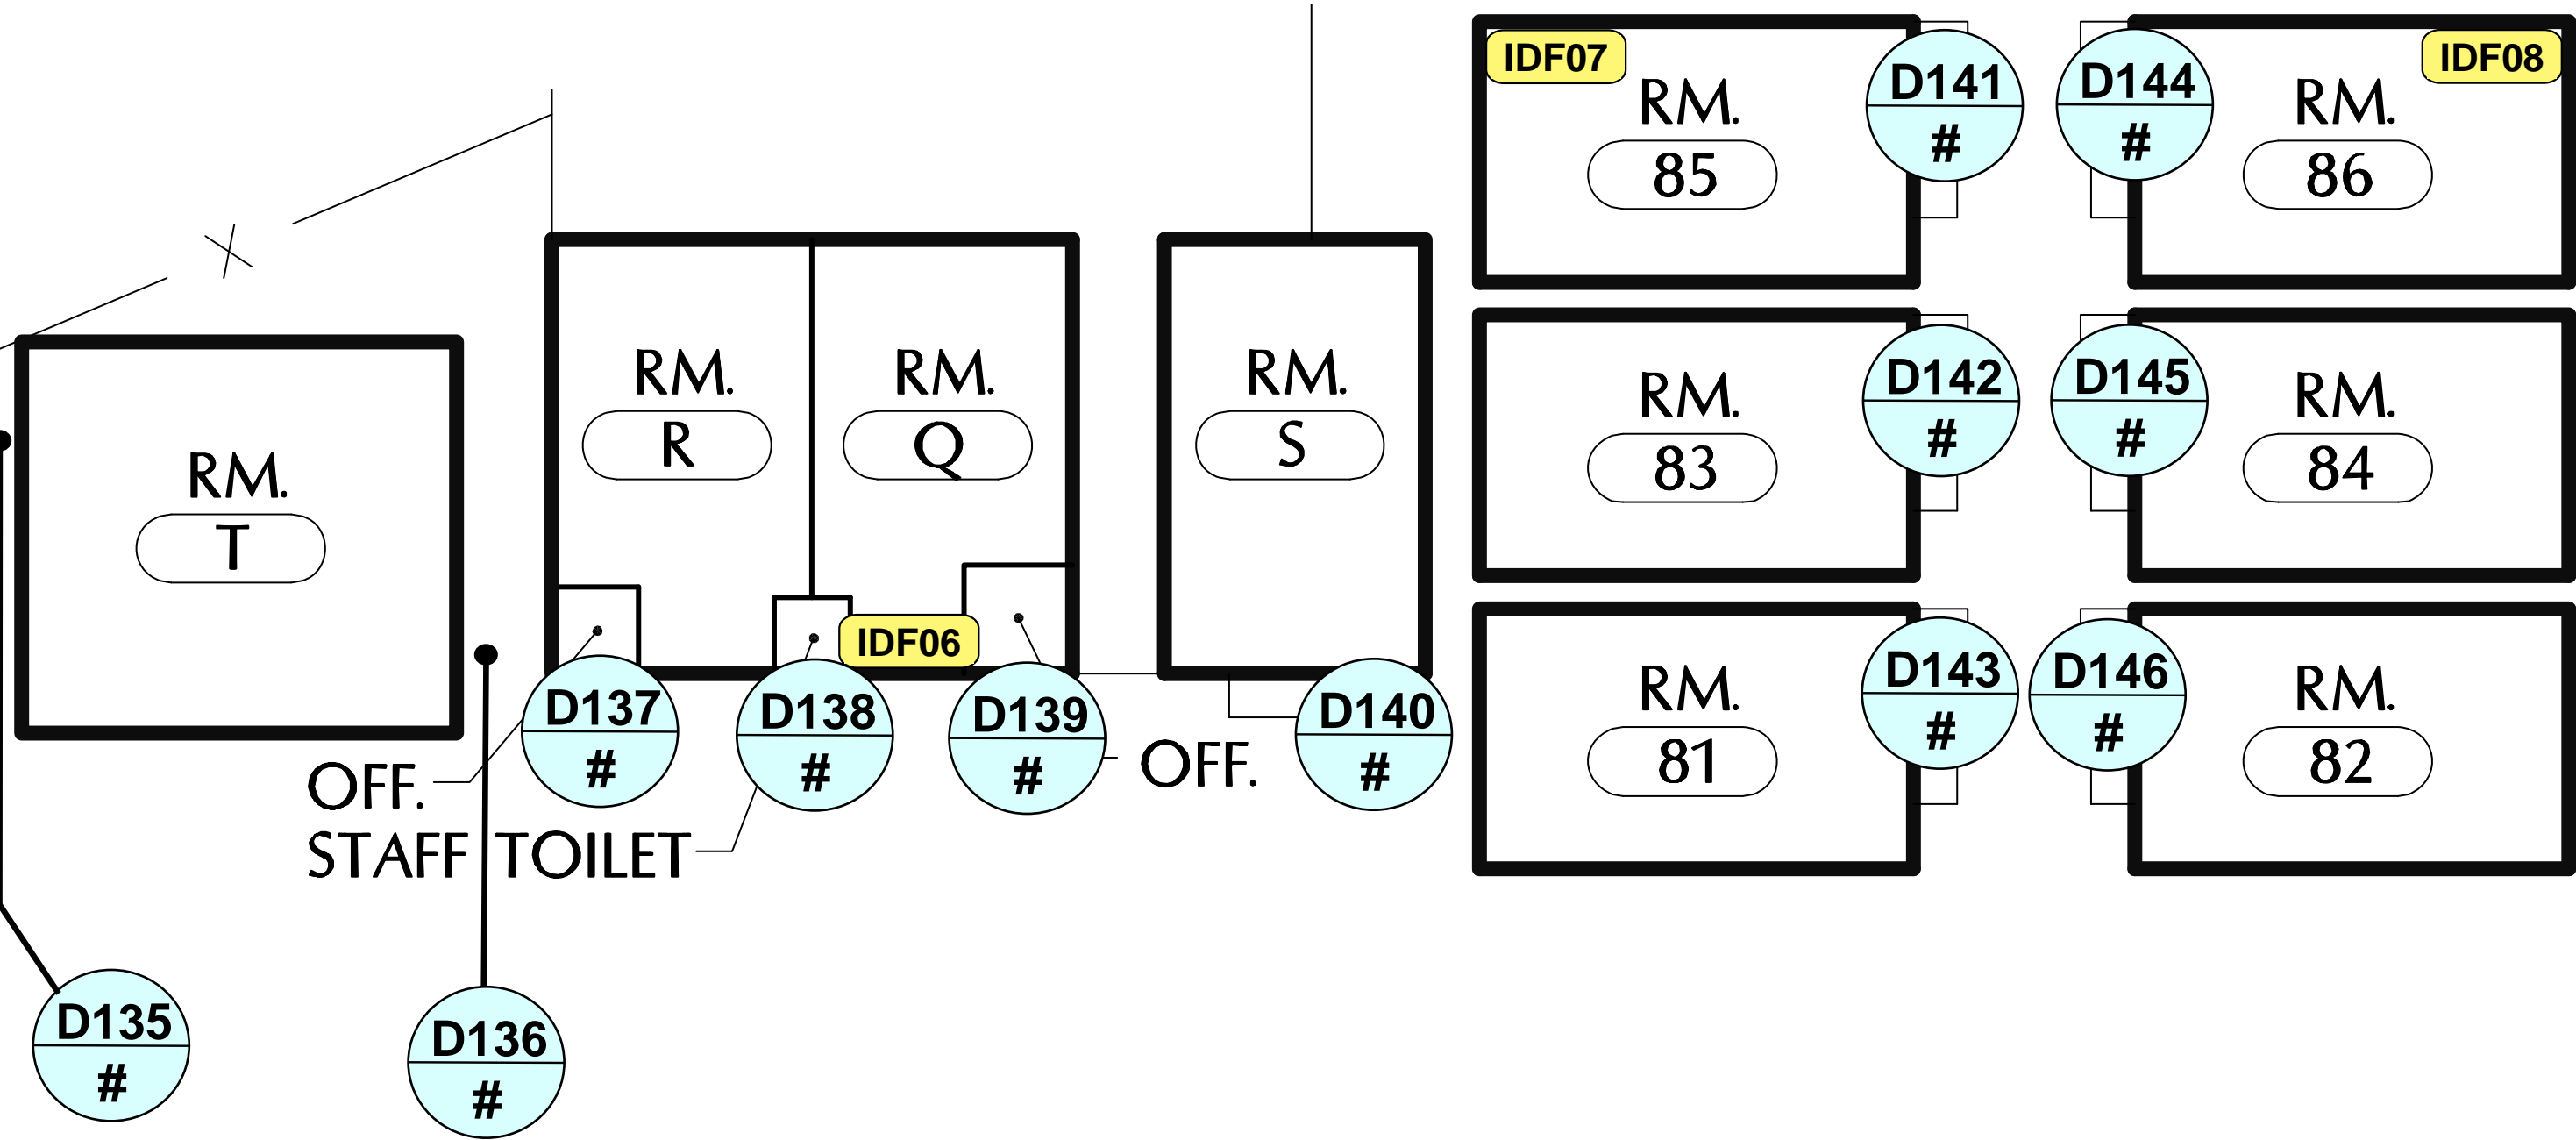 IDF07
RM.
85
D141
#
D144
#
RM.
86
IDF08
RM.
T
RM.
R
RM.
Q
IDF06
RM.
S
RM.
83
D142
#
D145
#
RM.
84
D137
#
D138
#
D139
#
OFF.
D140
#
RM.
81
D143
#
D146
#
RM.
82
OFF.
STAFF TOILET
D135
#
D136
#